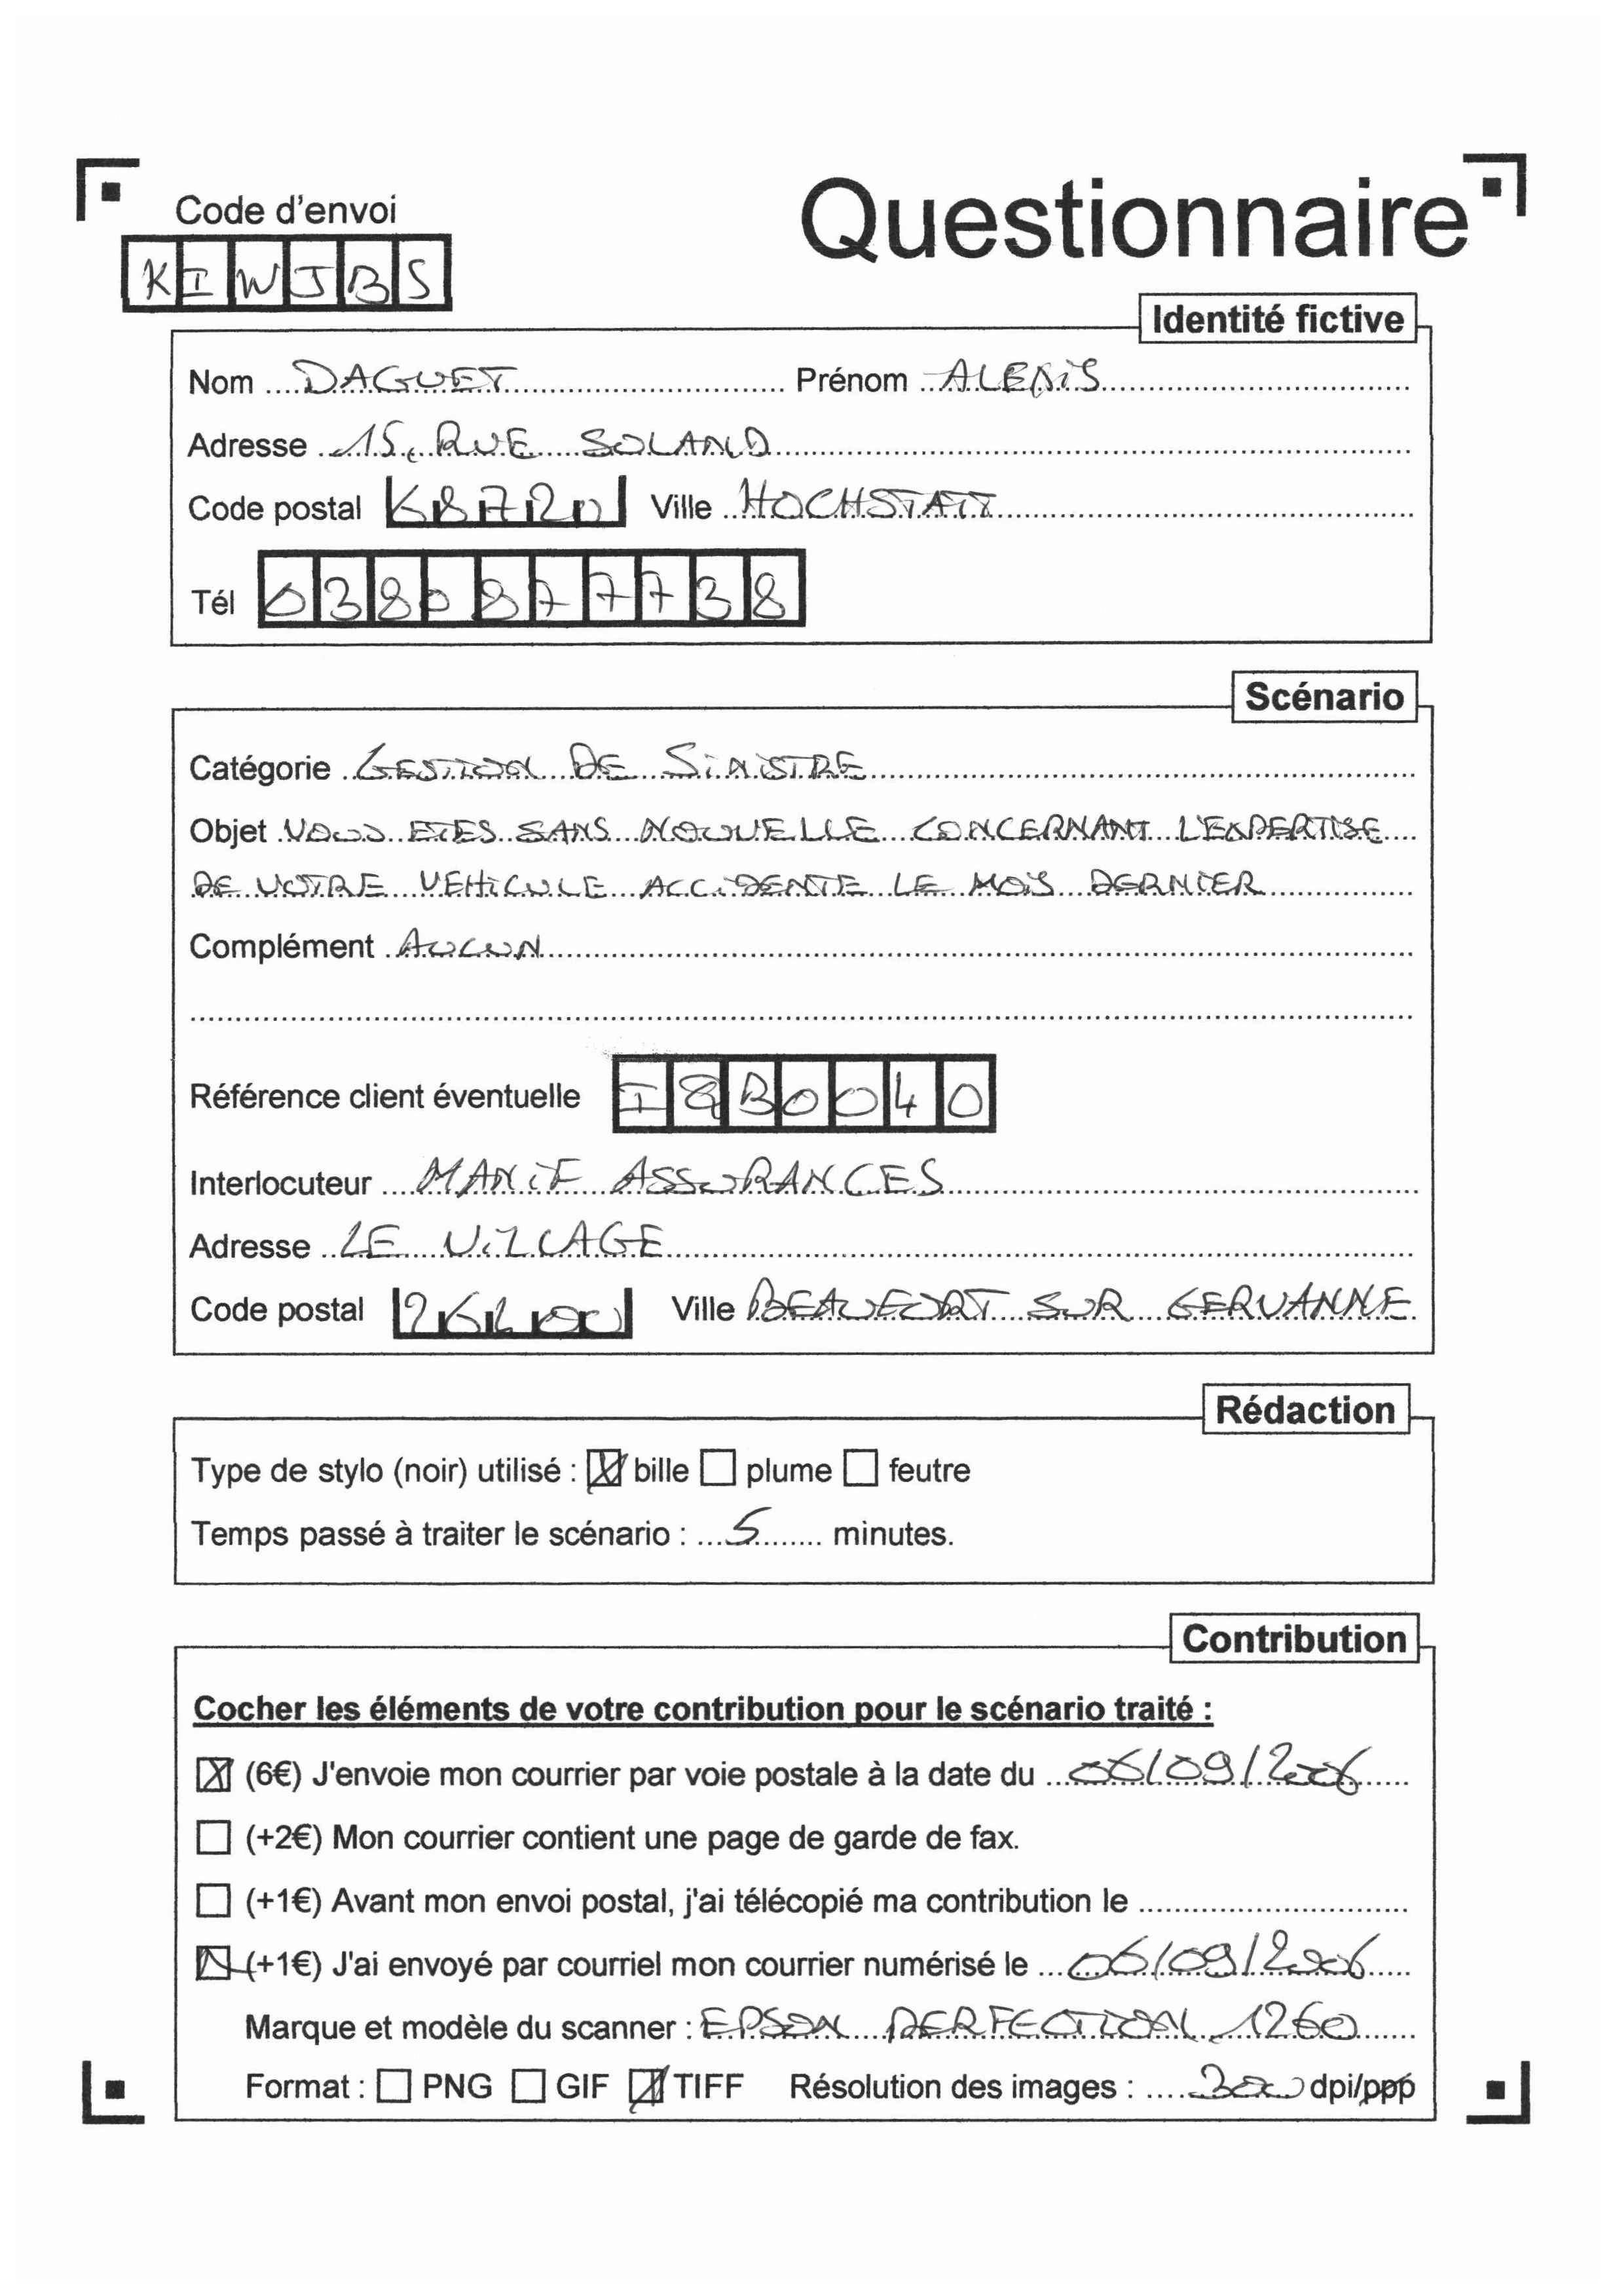 Questionnaire
Code d'envoi
KIWJBS
Identité fictive
Nom DAGUET Prénom ALEXIS
Adresse 15, RUE SOLAND
Code postal 68720 Ville HOCHSTATT
Tél 0380877738
Scénario
Catégorie GESTION DE SINISTRE
Objet VOUS ETES SANS NOUVELLE CONCERNANT L'EXPERTISE
DE VOTRE VEHICULE ACCIDENTE LE MOIS DERNIER
Complément AUCUN
Référence client éventuelle I8B0040
Interlocuteur ASSURANCES
Adresse LE VILLAGE
Code postal 26400 Ville BEAUFORT SUR GERVANNE
Rédaction
Type de stylo (noir) utilisé : bille plume feutre
Temps passé à traiter le scénario : 5 minutes.
Contribution
Cocher les éléments de votre contribution pour le scénario traité :
(6€) J'envoie mon courrier par voie postale à la date du 06/09/2006
(+2€) Mon courrier contient une page de garde de fax.
(+1€) Avant mon envoi postal, j'ai télécopié ma contribution le
(+1€) J'ai envoyé par courriel mon courrier numérisé le 06/09/2006
Marque et modèle du scanner : EPSON PERFECTION 1260
Format : PNG GIF TIFF Résolution des images : 300 dpi/ppp